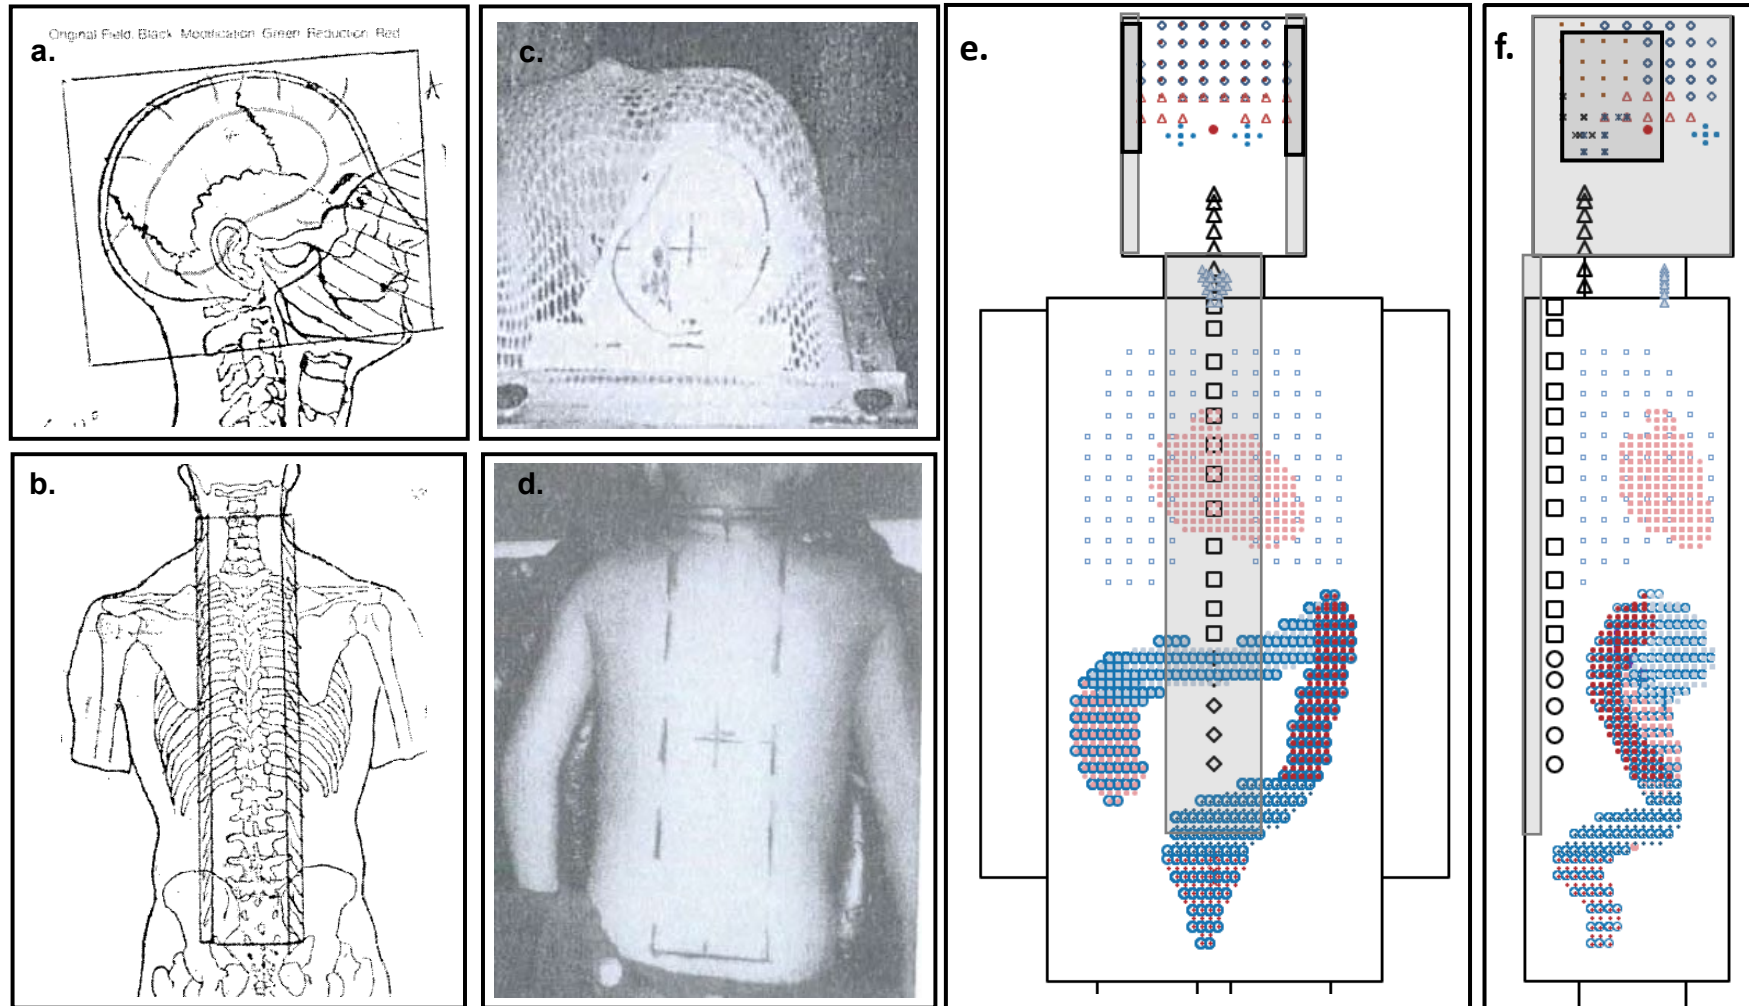 Original Field: Black Modification Green Reduction Red
a.
A
b.
c.
d.
e.
f.